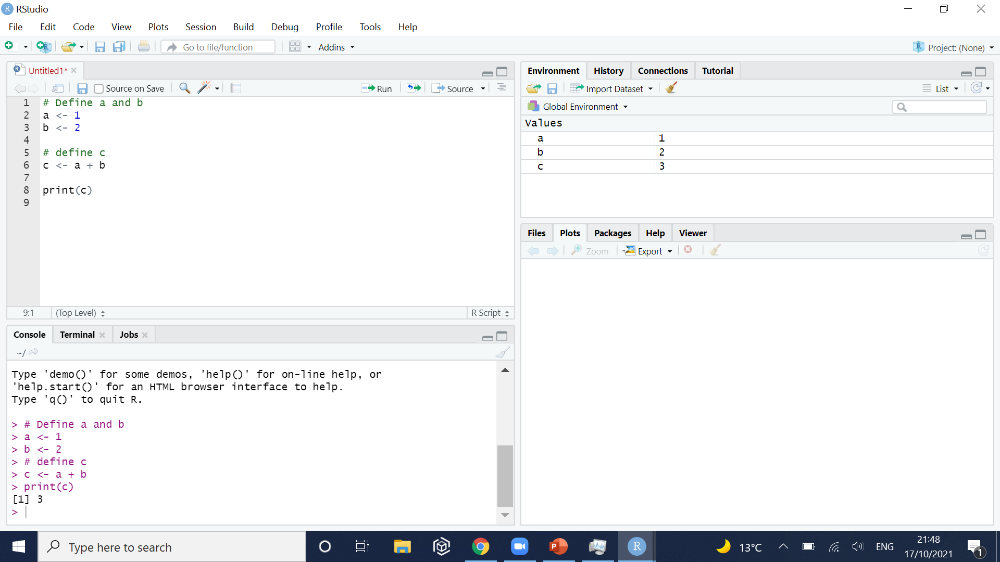 RStudio
File Edit Code View Plots Session Build Debug Profile Tools Help
Go to file/function Addins Project: (None)
Untitled1*
Source on Save Run Source
1 # Define a and b
2 a <- 1
3 b <- 2
4
5 # define c
6 c <- a + b
7
8 print(c)
9
9:1 (Top Level) R Script
Console Terminal Jobs
~/
Type 'demo()' for some demos, 'help()' for on-line help, or
'help.start()' for an HTML browser interface to help.
Type 'q()' to quit R.
> # Define a and b
> a <- 1
> b <- 2
> # define c
> c <- a + b
> print(c)
[1] 3
>
Environment History Connections Tutorial
Import Dataset List
Global Environment
Values
a 1
b 2
c 3
Files Plots Packages Help Viewer
Zoom Export
Type here to search
13°C ENG 21:48
17/10/2021
1